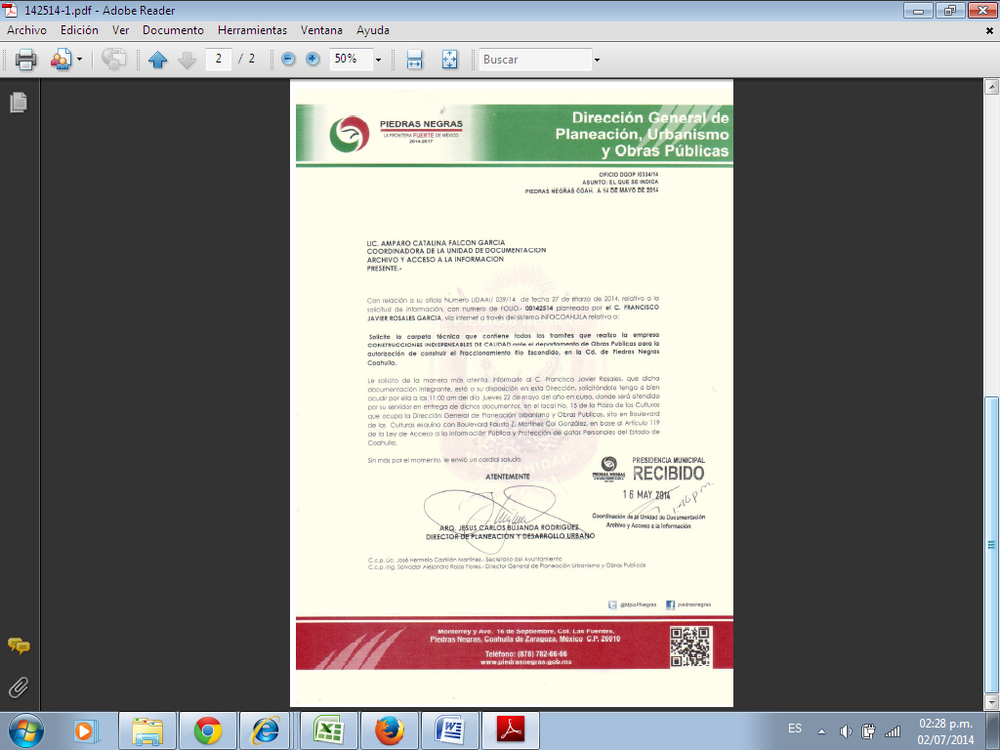 142514-1.pdf - Adobe Reader
Archivo Edición Ver Documento Herramientas Ventana Ayuda
2 / 2 50% Buscar
PIEDRAS NEGRAS
LA FRONTERA FUERTE DE MÉXICO
2014-2017
Dirección General de
Planeación, Urbanismo
y Obras Públicas
OFICIO DGOP /0334/14
ASUNTO: EL QUE SE INDICA
PIEDRAS NEGRAS COAH. A 14 DE MAYO DE 2014
LIC. AMPARO CATALINA FALCON GARCIA
COORDINADORA DE LA UNIDAD DE DOCUMENTACION
ARCHIVO Y ACCESO A LA INFORMACION
PRESENTE.-
Con relación a su oficio Numero UDAAI/ 039/14 de fecha 27 de marzo de 2014, relativo a la
solicitud de información, con numero de FOLIO.- 00142514 planteada por el C. FRANCISCO
JAVIER ROSALES GARCIA, vía internet a través del sistema INFOCOAHUILA relativa a:
Solicito la carpeta técnica que contiene todos los tramites que realizo la empresa
CONSTRUCCIONES INDISPENSABLES DE CALIDAD ante el departamento de Obras Publicas para la
autorización de construir el Fraccionamiento Río Escondido, en la Cd. de Piedras Negras
Coahuila.
Le solicito de la manera más atenta, informarle al C. Francisco Javier Rosales, que dicha
documentación integrante, está a su disposición en esta Dirección, solicitándole tenga a bien
acudir por ella a las 11:00 am del día jueves 22 de mayo del año en curso, donde será atendido
por su servidor en entrega de dichos documentos, en el local No. 15 de la Plaza de las Culturas
que ocupa la Dirección General de Planeación Urbanismo y Obras Publicas, sita en Boulevard
de las Culturas esquina con Boulevard Fausto Z. Martínez Col González, en base al Artículo 119
de la Ley de Acceso a la Información Pública y Protección de datos Personales del Estado de
Coahuila.
Sin más por el momento, le envió un cordial saludo.
ATENTEMENTE
PIEDRAS NEGRAS
PRESIDENCIA MUNICIPAL
RECIBIDO
16 MAY 2014
Coordinación de la Unidad de Documentación
Archivo y Acceso a la Información
ARQ. JESUS CARLOS BUJANDA RODRIGUEZ
DIRECTOR DE PLANEACIÓN Y DESARROLLO URBANO
C.c.p. Lic. José Hermelo Castillón Martínez.- Secretario del Ayuntamiento
C.c.p. Ing. Salvador Alejandro Rojas Flores.- Director General de Planeación Urbanismo y Obras Publicas
@MpioPNegras piedrasnegras
Monterrey y Ave. 16 de Septiembre, Col. Las Fuentes,
Piedras Negras, Coahuila de Zaragoza, México C.P. 26010
Teléfono: (878) 782-66-66
www.piedrasnegras.gob.mx
ES
02:28 p.m.
02/07/2014